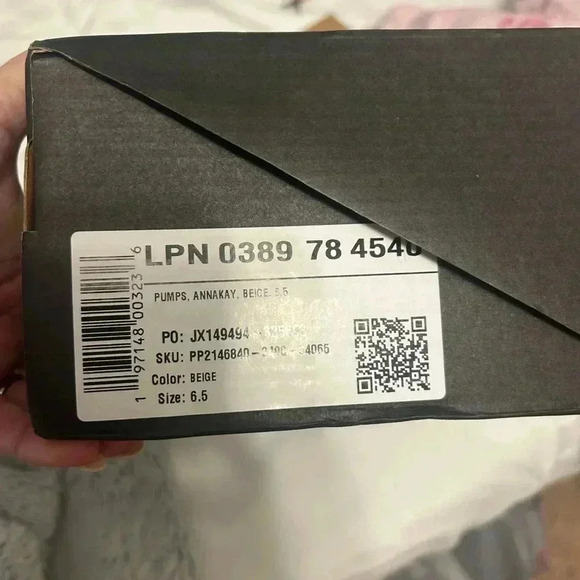 LPN 0389 78 4540
PUMPS, ANNAKAY, BEIGE, 6.5
PO: JX149494
SKU: PP2146840
Color: BEIGE
Size: 6.5
1 97148 00323 6